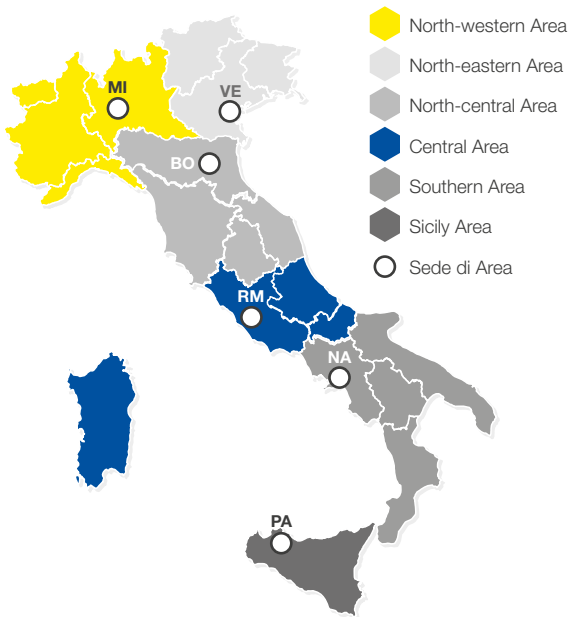 North-western Area
North-eastern Area
North-central Area
Central Area
Southern Area
Sicily Area
Sede di Area
MI
VE
BO
RM
NA
PA